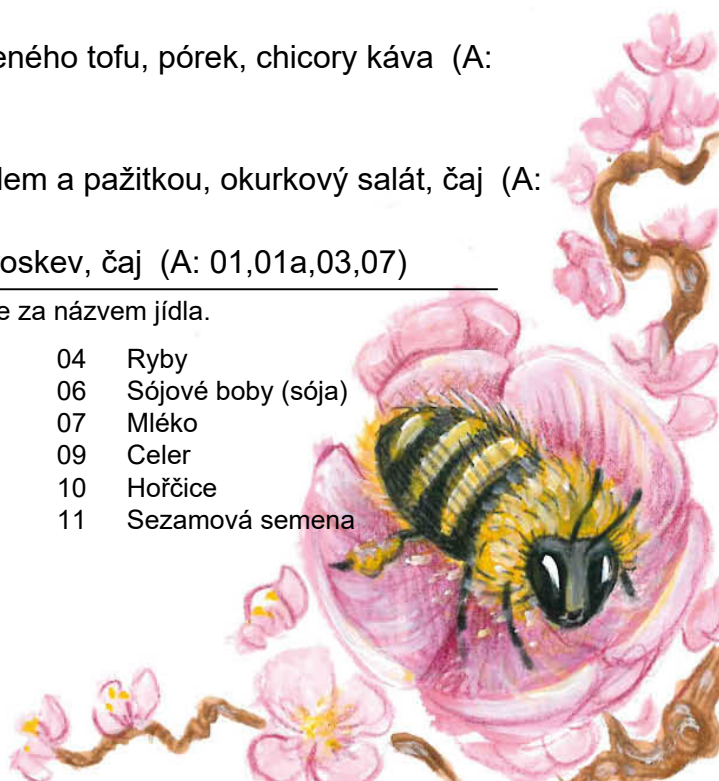 eného tofu, pórek, chicory káva (A:
lem a pažitkou, okurkový salát, čaj (A:
oskev, čaj (A: 01,01a,03,07)
e za názvem jídla.
04 Ryby
06 Sójové boby (sója)
07 Mléko
09 Celer
10 Hořčice
11 Sezamová semena